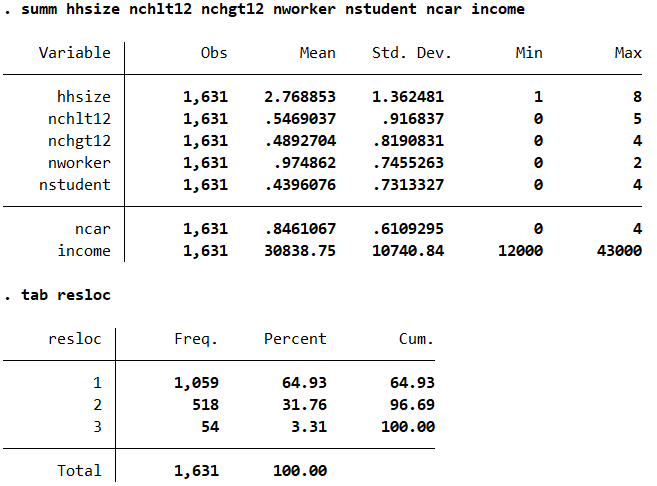 . summ hhsize nchlt12 nchgt12 nworker nstudent ncar income
Variable Obs Mean Std. Dev. Min Max
hhsize 1,631 2.768853 1.362481 1 8
nchlt12 1,631 .5469037 .916837 0 5
nchgt12 1,631 .4892704 .8190831 0 4
nworker 1,631 .974862 .7455263 0 2
nstudent 1,631 .4396076 .7313327 0 4
ncar 1,631 .8461067 .6109295 0 4
income 1,631 30838.75 10740.84 12000 43000
. tab resloc
resloc Freq. Percent Cum.
1 1,059 64.93 64.93
2 518 31.76 96.69
3 54 3.31 100.00
Total 1,631 100.00